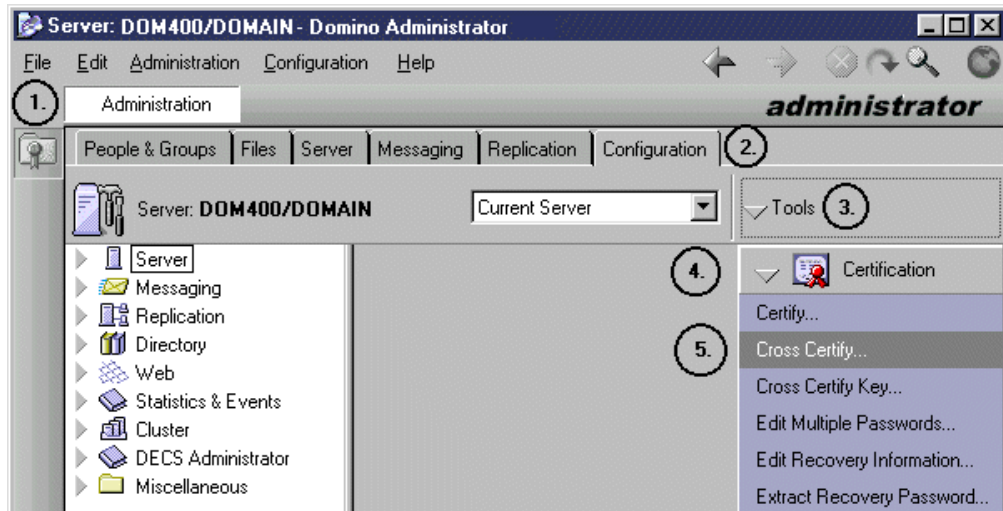 Server: DOM400/DOMAIN - Domino Administrator
File Edit Administration Configuration Help
1. Administration administrator
People & Groups Files Server Messaging Replication Configuration 2.
Server: DOM400/DOMAIN Current Server Tools 3.
Server
Messaging
Replication
Directory
Web
Statistics & Events
Cluster
DECS Administrator
Miscellaneous
4. Certification
Certify...
5. Cross Certify...
Cross Certify Key...
Edit Multiple Passwords...
Edit Recovery Information...
Extract Recovery Password...